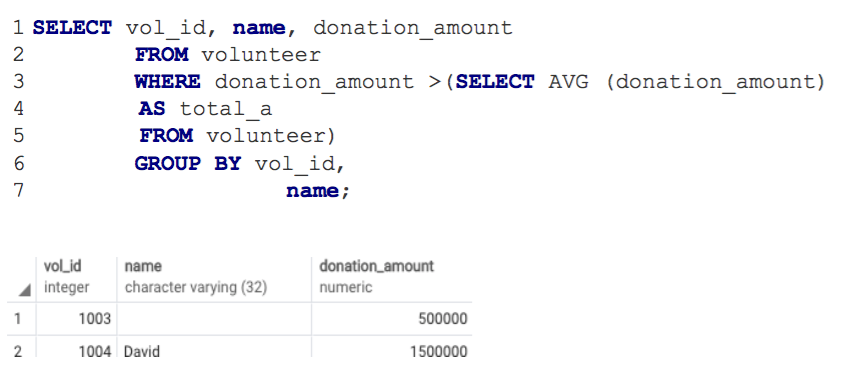 1 SELECT vol_id, name, donation_amount
2 FROM volunteer
3 WHERE donation_amount >(SELECT AVG (donation_amount)
4 AS total_a
5 FROM volunteer)
6 GROUP BY vol_id,
7 name;
vol_id name donation_amount
integer character varying (32) numeric
1 1003 500000
2 1004 David 1500000